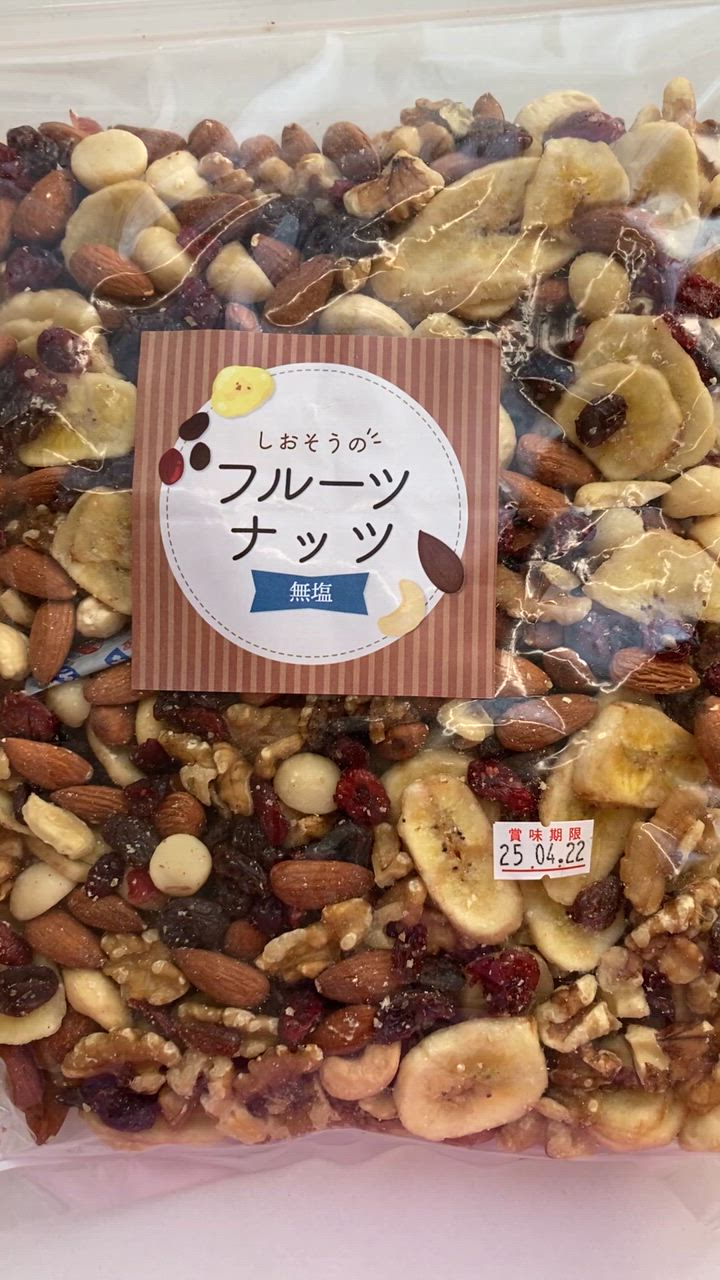 しおそうの
フルーツ
ナッツ
無塩
賞味期限
25.04.22